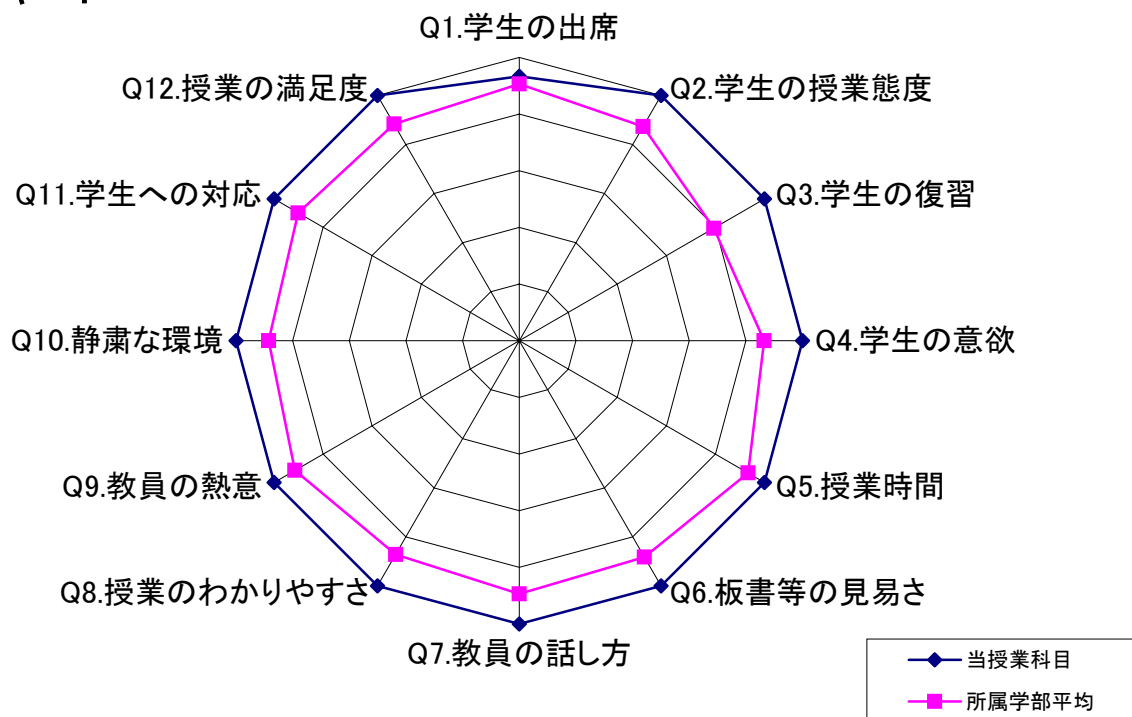 Q1.学生の出席
Q2.学生の授業態度
Q3.学生の復習
Q4.学生の意欲
Q5.授業時間
Q6.板書等の見易さ
Q7.教員の話し方
Q8.授業のわかりやすさ
Q9.教員の熱意
Q10.静粛な環境
Q11.学生への対応
Q12.授業の満足度
当授業科目
所属学部平均